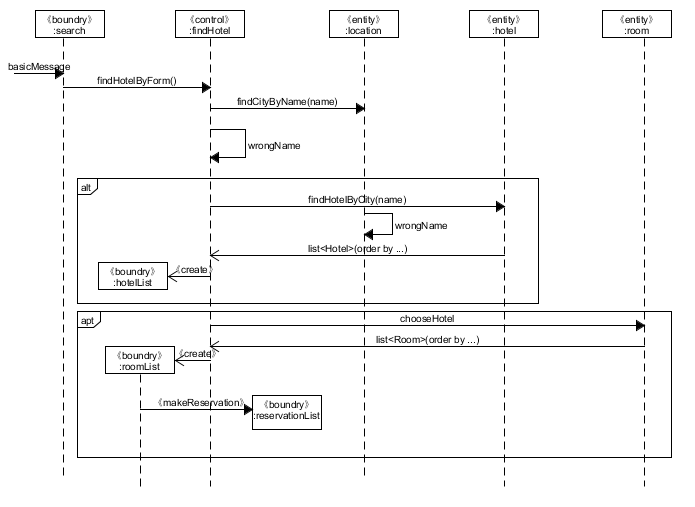 《boundry》
:search
《control》
:findHotel
《entity》
:location
《entity》
:hotel
《entity》
:room
basicMessage
findHotelByForm()
findCityByName(name)
wrongName
alt
findHotelByCity(name)
wrongName
list<Hotel>(order by ...)
《create》
《boundry》
:hotelList
apt
chooseHotel
list<Room>(order by ...)
《create》
《boundry》
:roomList
《makeReservation》
《boundry》
:reservationList